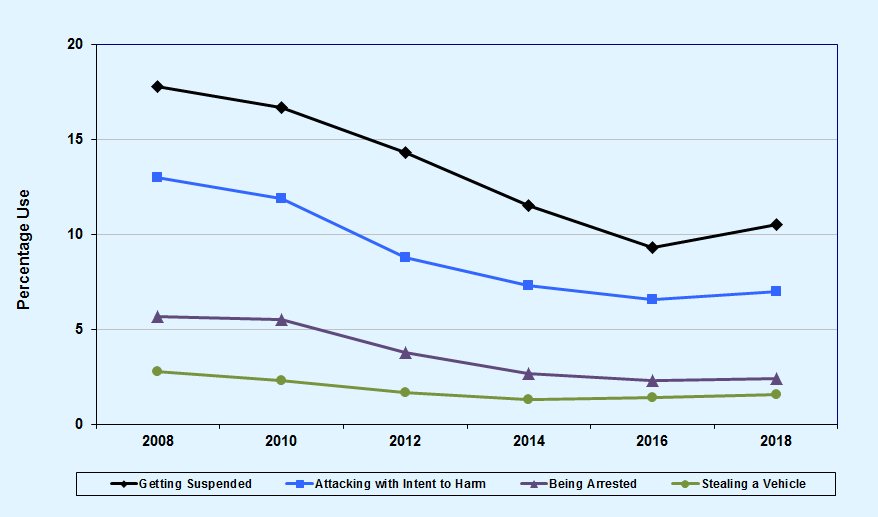 20
15
10
5
0
Percentage Use
2008 2010 2012 2014 2016 2018
Getting Suspended Attacking with Intent to Harm Being Arrested Stealing a Vehicle